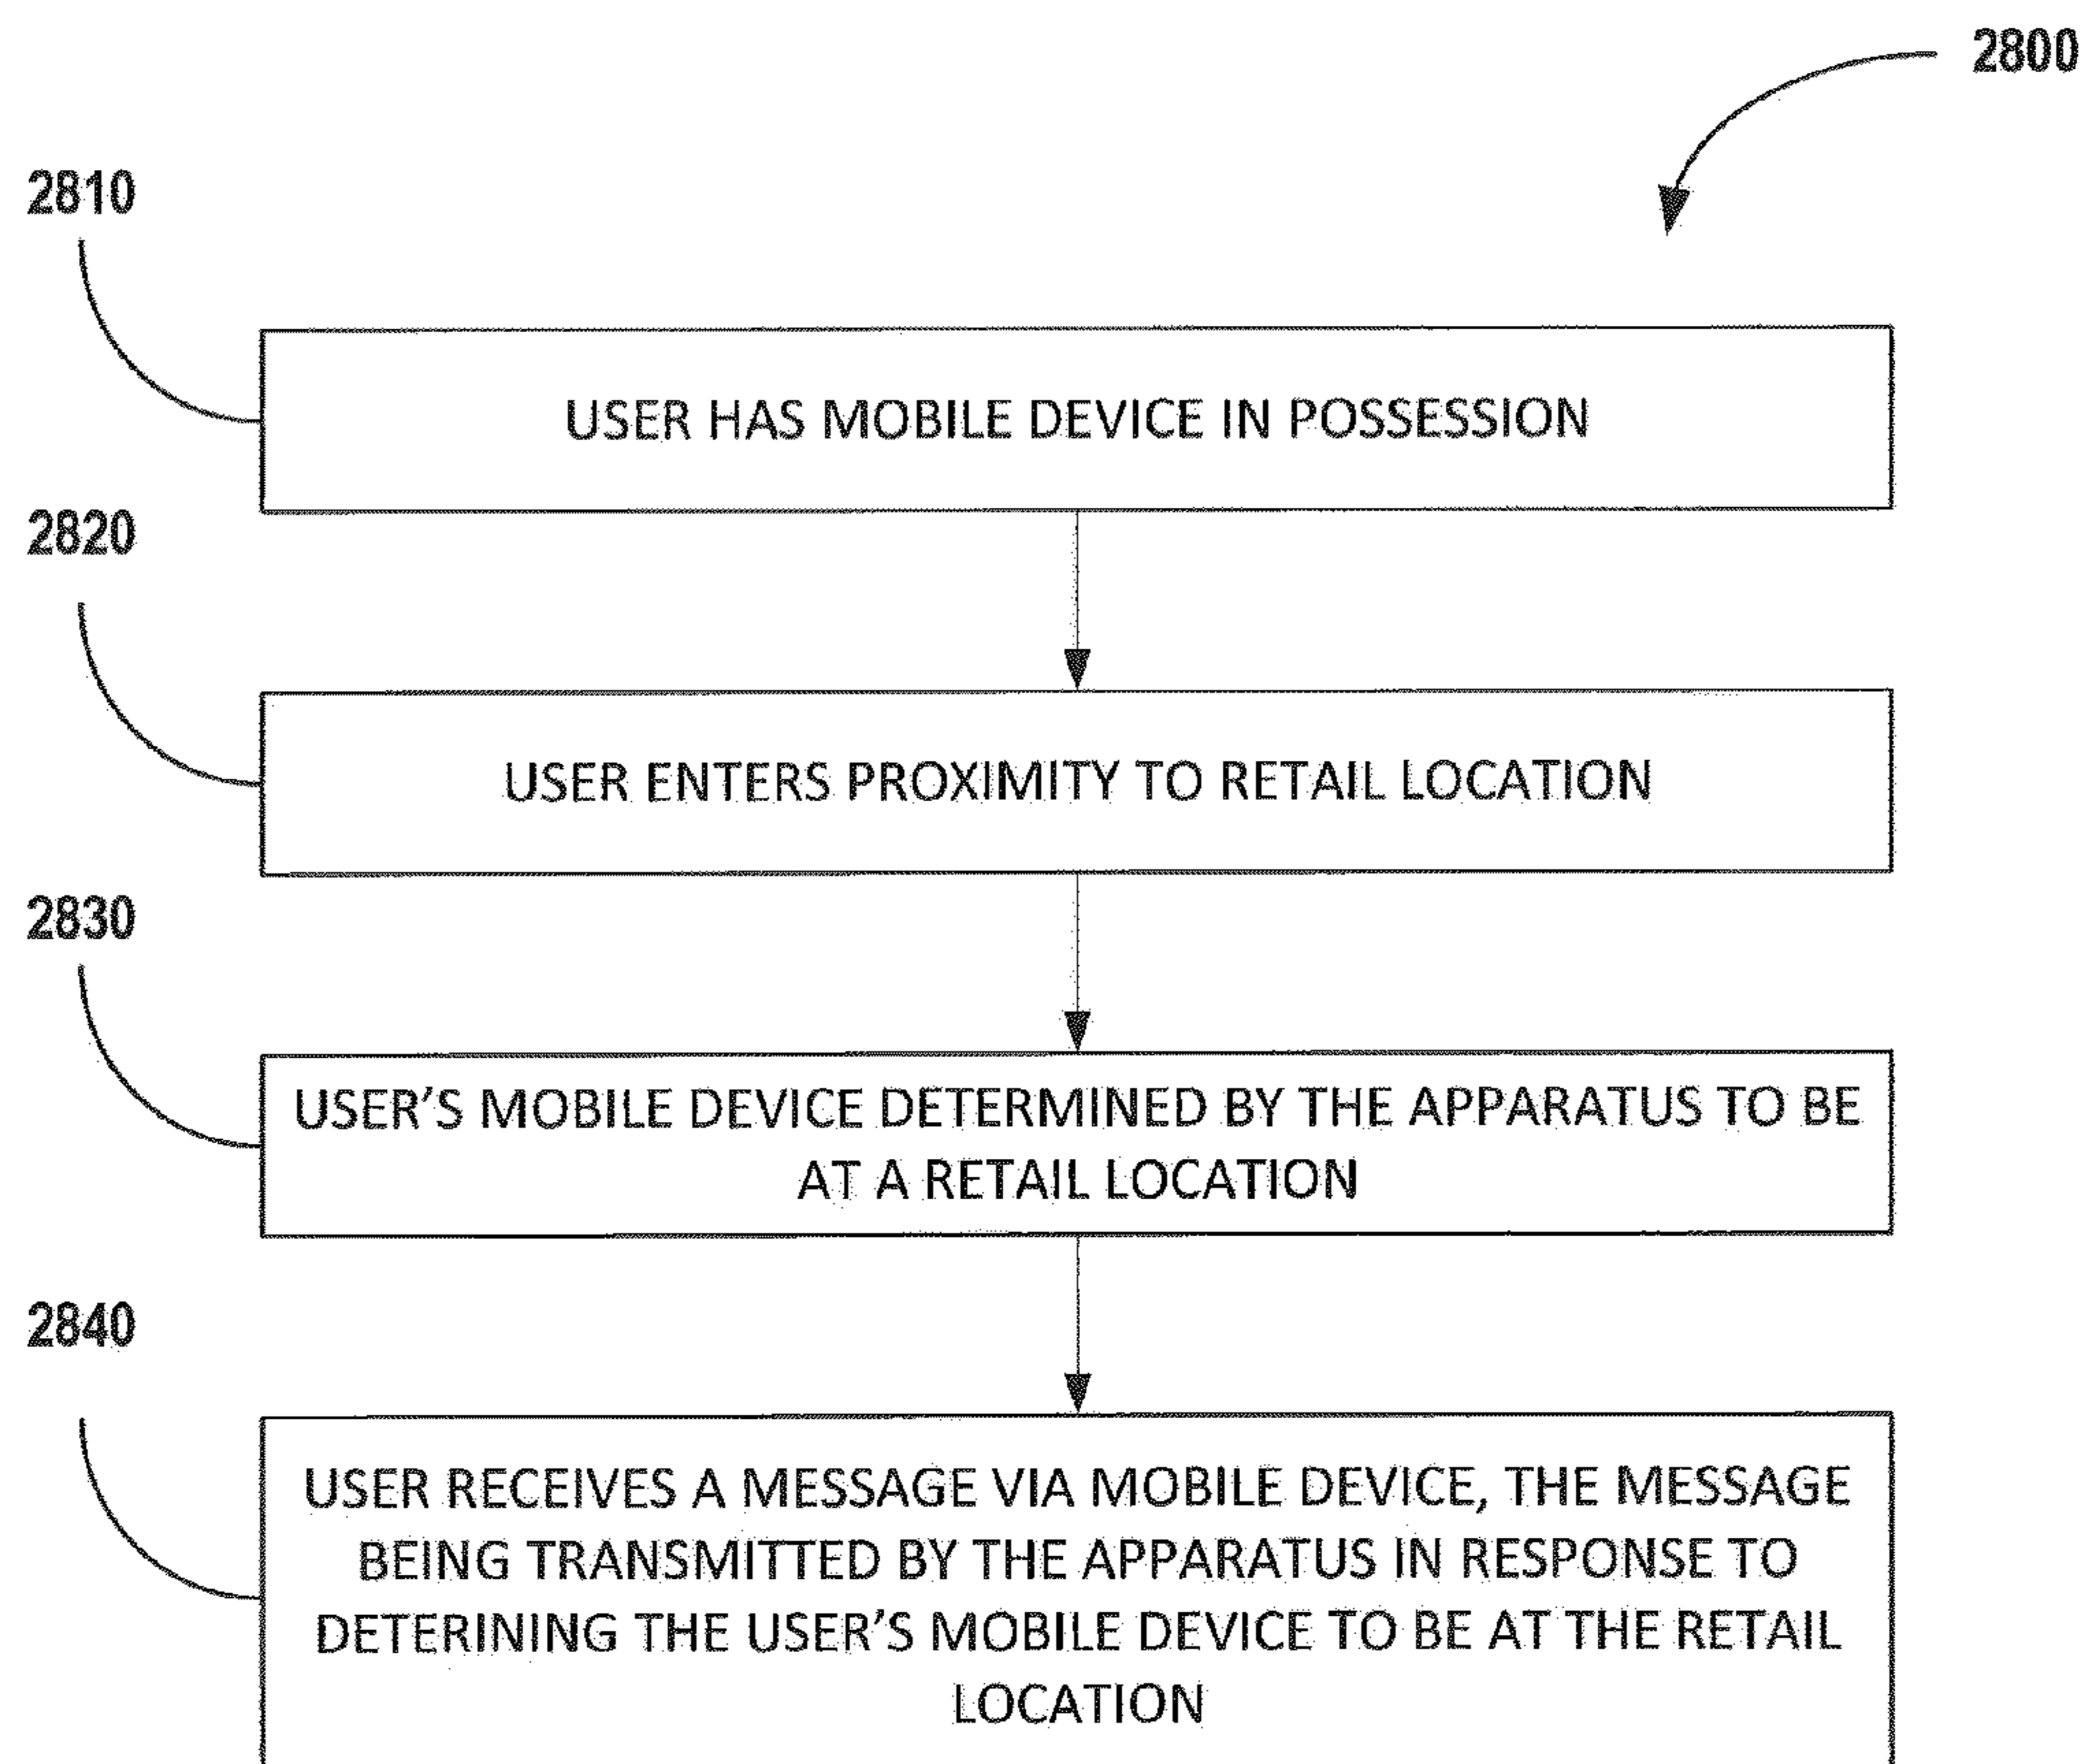 2800
2810
USER HAS MOBILE DEVICE IN POSSESSION
2820
USER ENTERS PROXIMITY TO RETAIL LOCATION
2830
USER'S MOBILE DEVICE DETERMINED BY THE APPARATUS TO BE
AT A RETAIL LOCATION
2840
USER RECEIVES A MESSAGE VIA MOBILE DEVICE, THE MESSAGE
BEING TRANSMITTED BY THE APPARATUS IN RESPONSE TO
DETERINING THE USER'S MOBILE DEVICE TO BE AT THE RETAIL
LOCATION